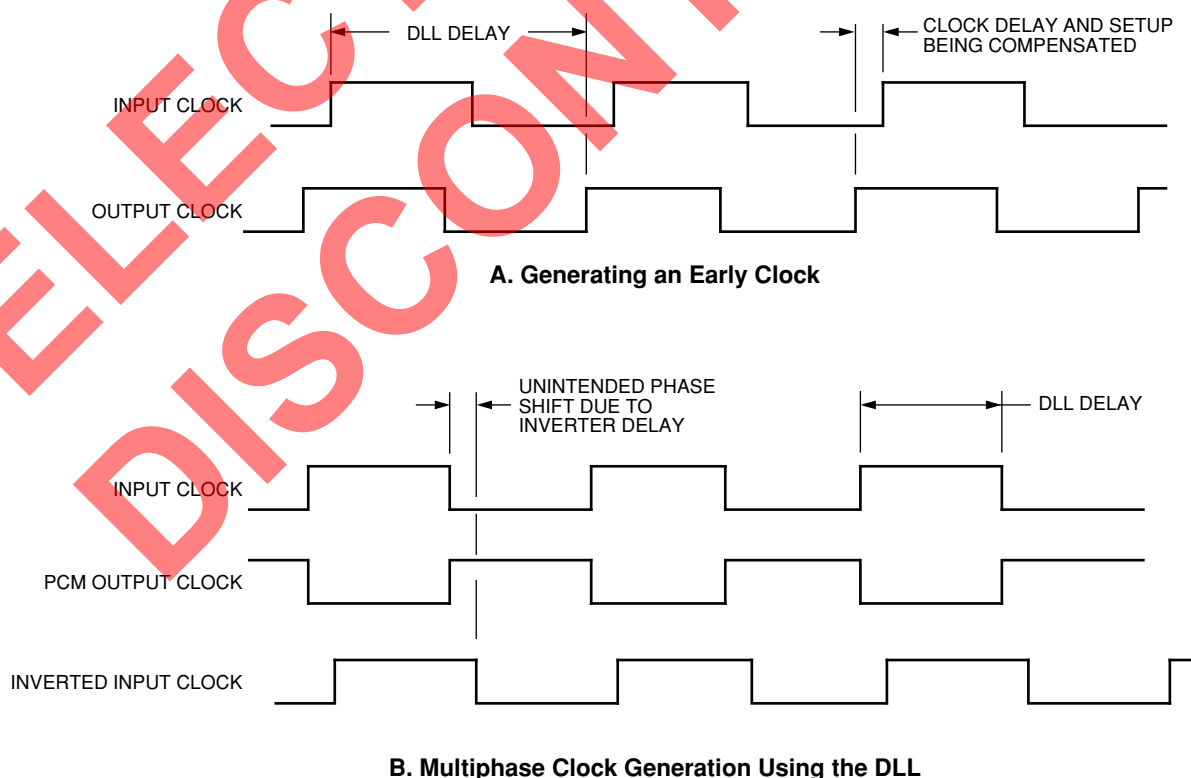 DLL DELAY
CLOCK DELAY AND SETUP
BEING COMPENSATED
INPUT CLOCK
OUTPUT CLOCK
A. Generating an Early Clock
UNINTENDED PHASE
SHIFT DUE TO
INVERTER DELAY
DLL DELAY
INPUT CLOCK
PCM OUTPUT CLOCK
INVERTED INPUT CLOCK
B. Multiphase Clock Generation Using the DLL